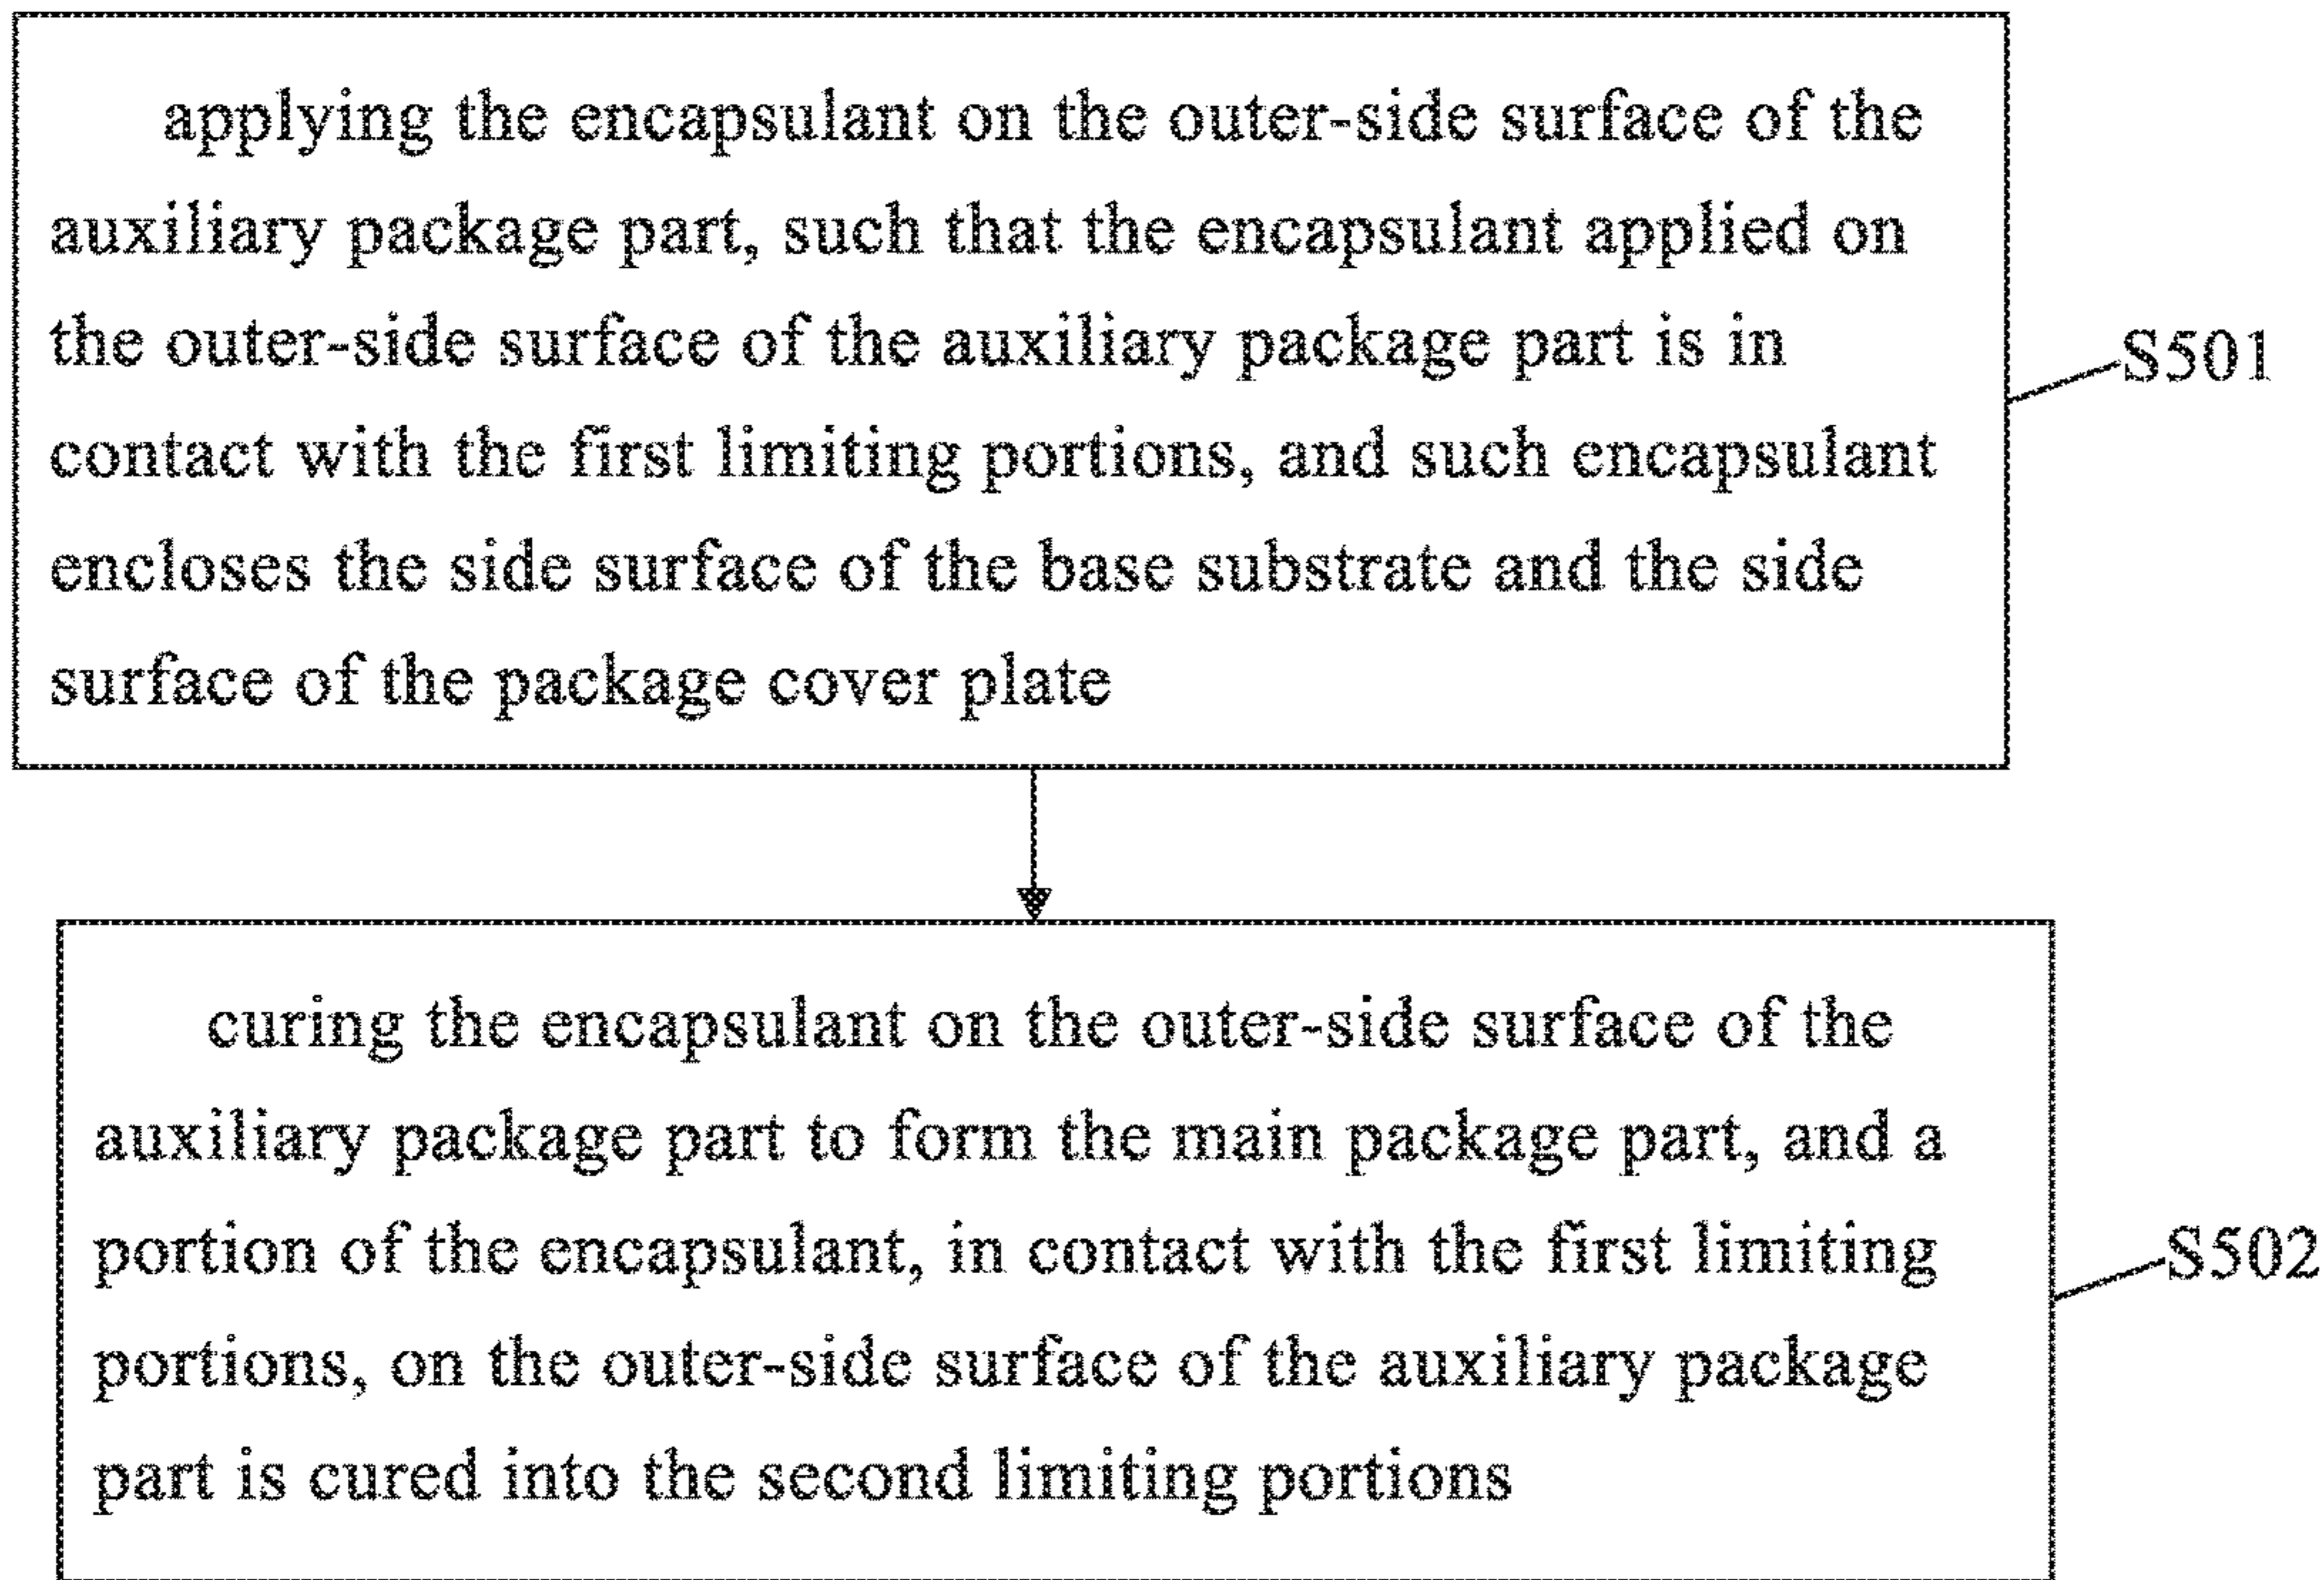 applying the encapsulant on the outer-side surface of the
auxiliary package part, such that the encapsulant applied on
the outer-side surface of the auxiliary package part is in
contact with the first limiting portions, and such encapsulant
encloses the side surface of the base substrate and the side
surface of the package cover plate
S501
curing the encapsulant on the outer-side surface of the
auxiliary package part to form the main package part, and a
portion of the encapsulant, in contact with the first limiting
portions, on the outer-side surface of the auxiliary package
part is cured into the second limiting portions
S502